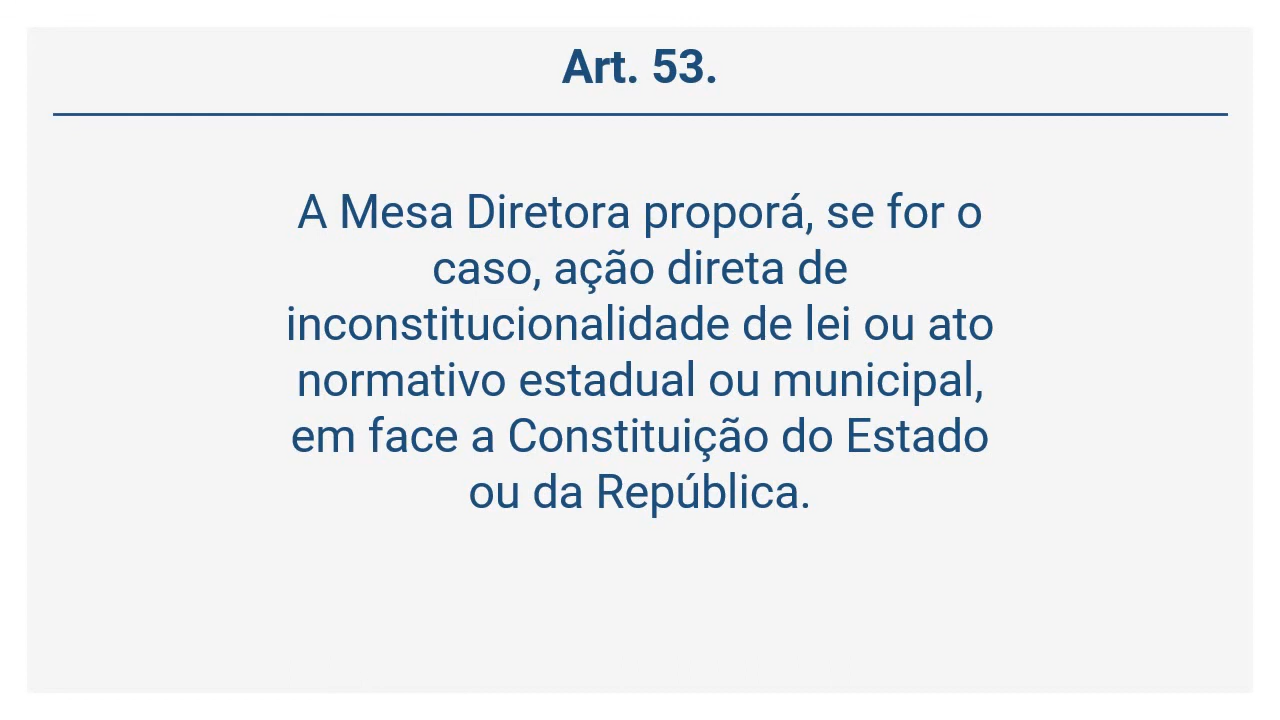 Art. 53.
A Mesa Diretora proporá, se for o
caso, ação direta de
inconstitucionalidade de lei ou ato
normativo estadual ou municipal,
em face a Constituição do Estado
ou da República.